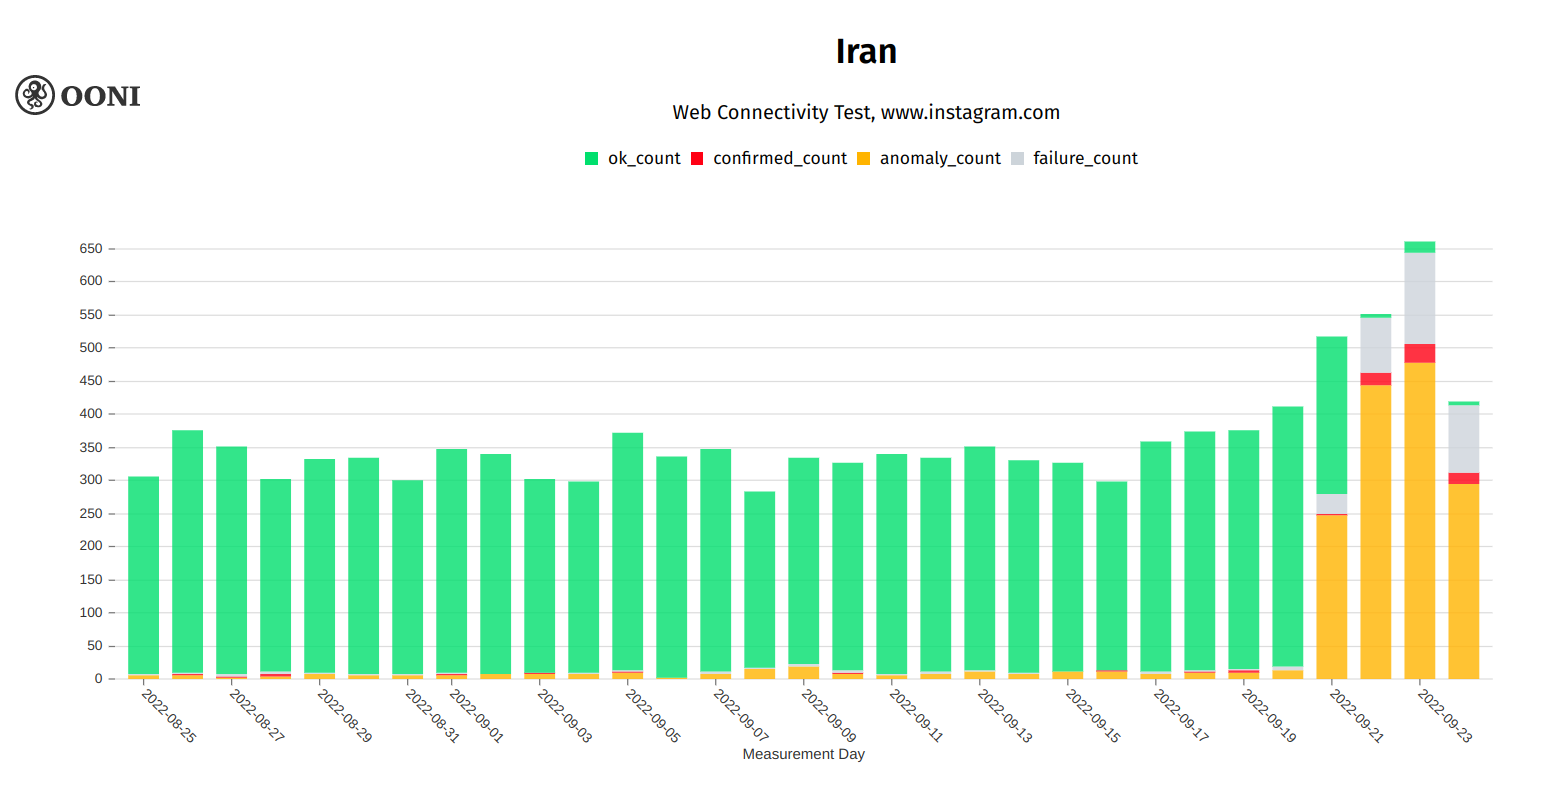 Iran
OONI
Web Connectivity Test, www.instagram.com
ok_count confirmed_count anomaly_count failure_count
650
600
550
500
450
400
350
300
250
200
150
100
50
0
2022-08-25 2022-08-27 2022-08-29 2022-08-31 2022-09-01 2022-09-03 2022-09-05 2022-09-07 2022-09-09 2022-09-11 2022-09-13 2022-09-15 2022-09-17 2022-09-19 2022-09-21 2022-09-23
Measurement Day